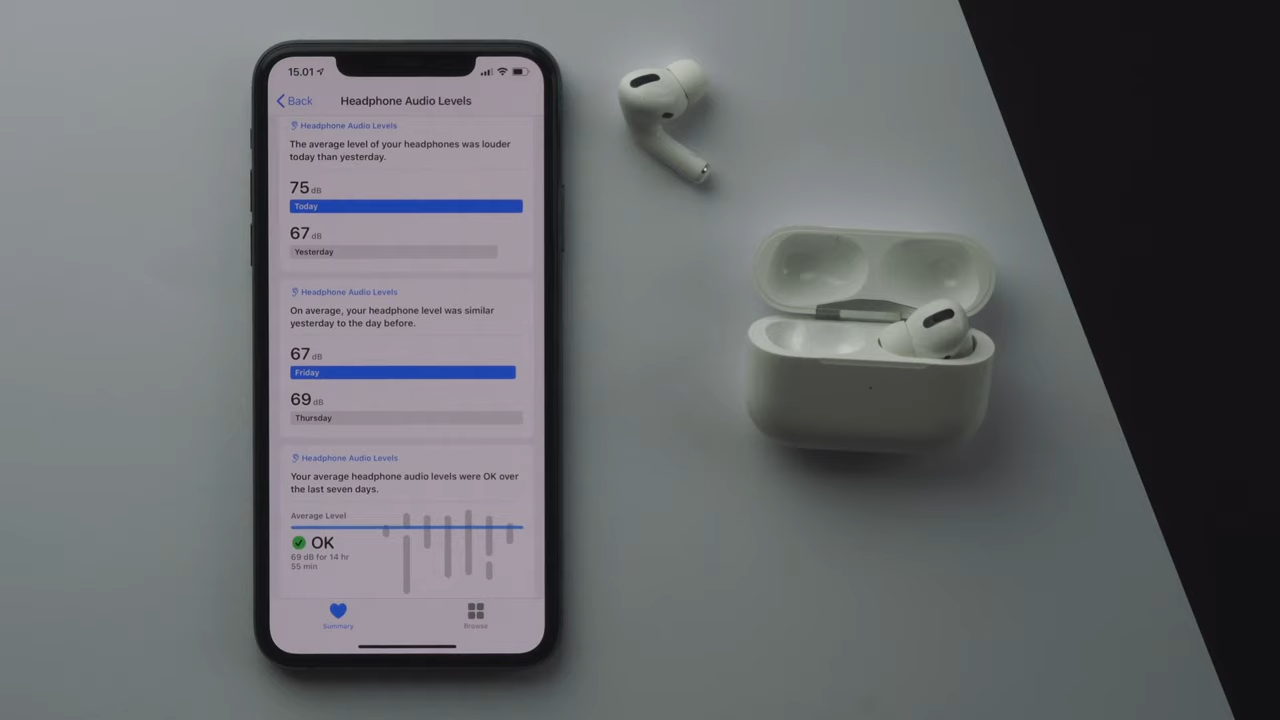 15.01
Back
Headphone Audio Levels
Headphone Audio Levels
The average level of your headphones was louder
today than yesterday.
75 dB
Today
67 dB
Yesterday
Headphone Audio Levels
On average, your headphone level was similar
yesterday to the day before.
67 dB
Friday
69 dB
Thursday
Headphone Audio Levels
Your average headphone audio levels were OK over
the last seven days.
Average Level
OK
69 dB for 14 hr
55 min
Summary
Browse